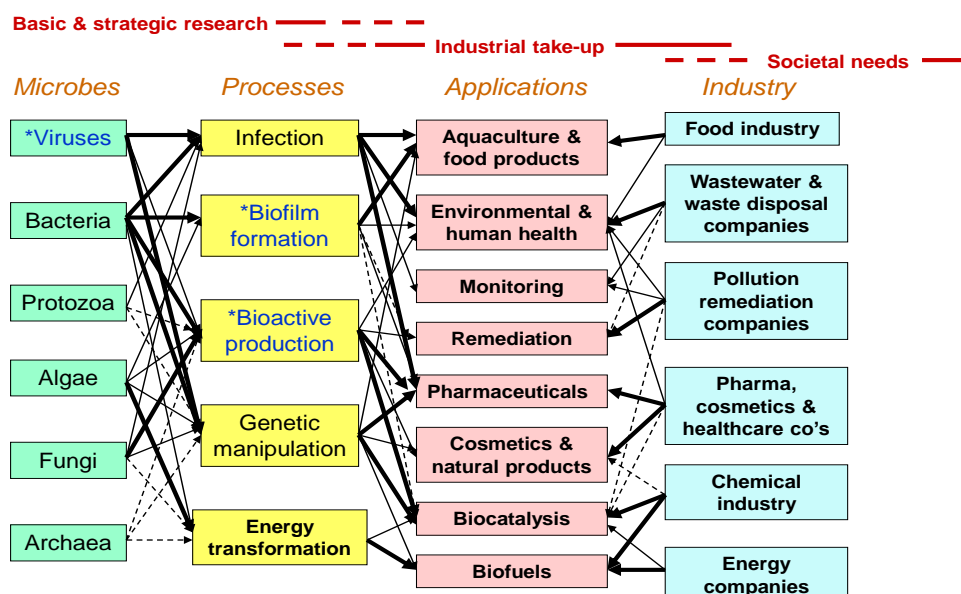 Basic & strategic research
Industrial take-up
Societal needs
Microbes
Processes
Applications
Industry
*Viruses
Bacteria
Protozoa
Algae
Fungi
Archaea
Infection
*Biofilm
formation
*Bioactive
production
Genetic
manipulation
Energy
transformation
Aquaculture &
food products
Environmental &
human health
Monitoring
Remediation
Pharmaceuticals
Cosmetics &
natural products
Biocatalysis
Biofuels
Food industry
Wastewater &
waste disposal
companies
Pollution
remediation
companies
Pharma,
cosmetics &
healthcare co's
Chemical
industry
Energy
companies